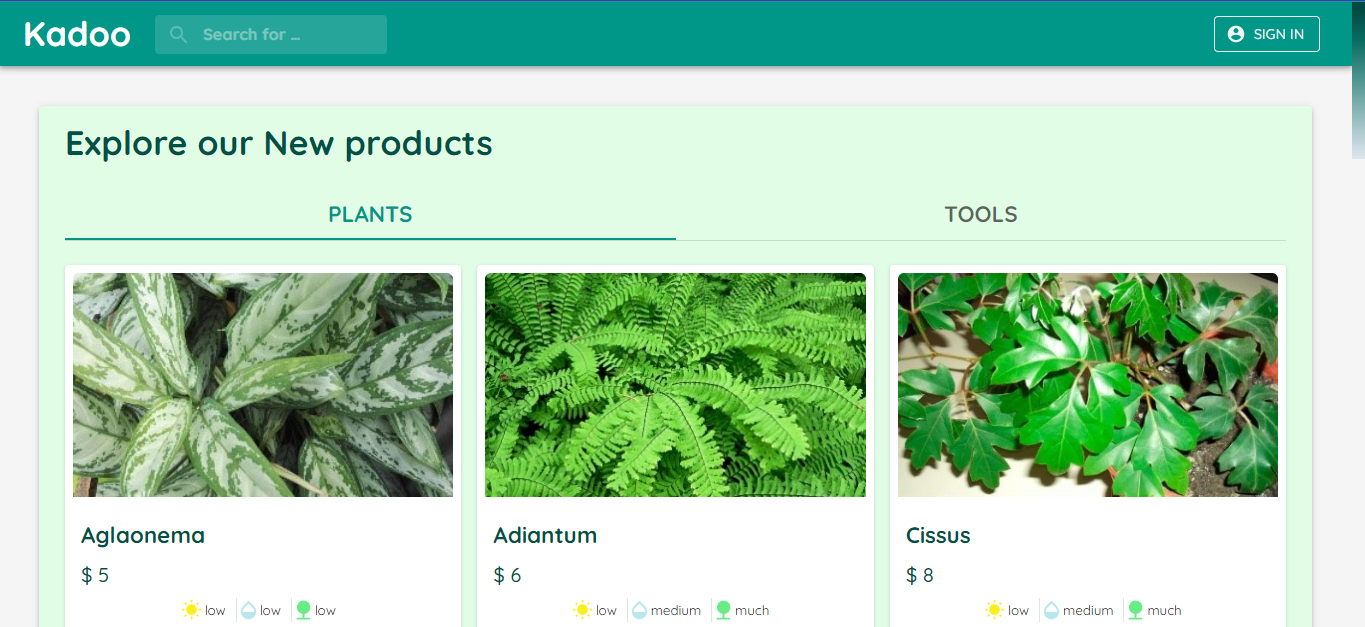 Kadoo
Search for …
SIGN IN
Explore our New products
PLANTS
TOOLS
Aglaonema
$ 5
low low low
Adiantum
$ 6
low medium much
Cissus
$ 8
low medium much